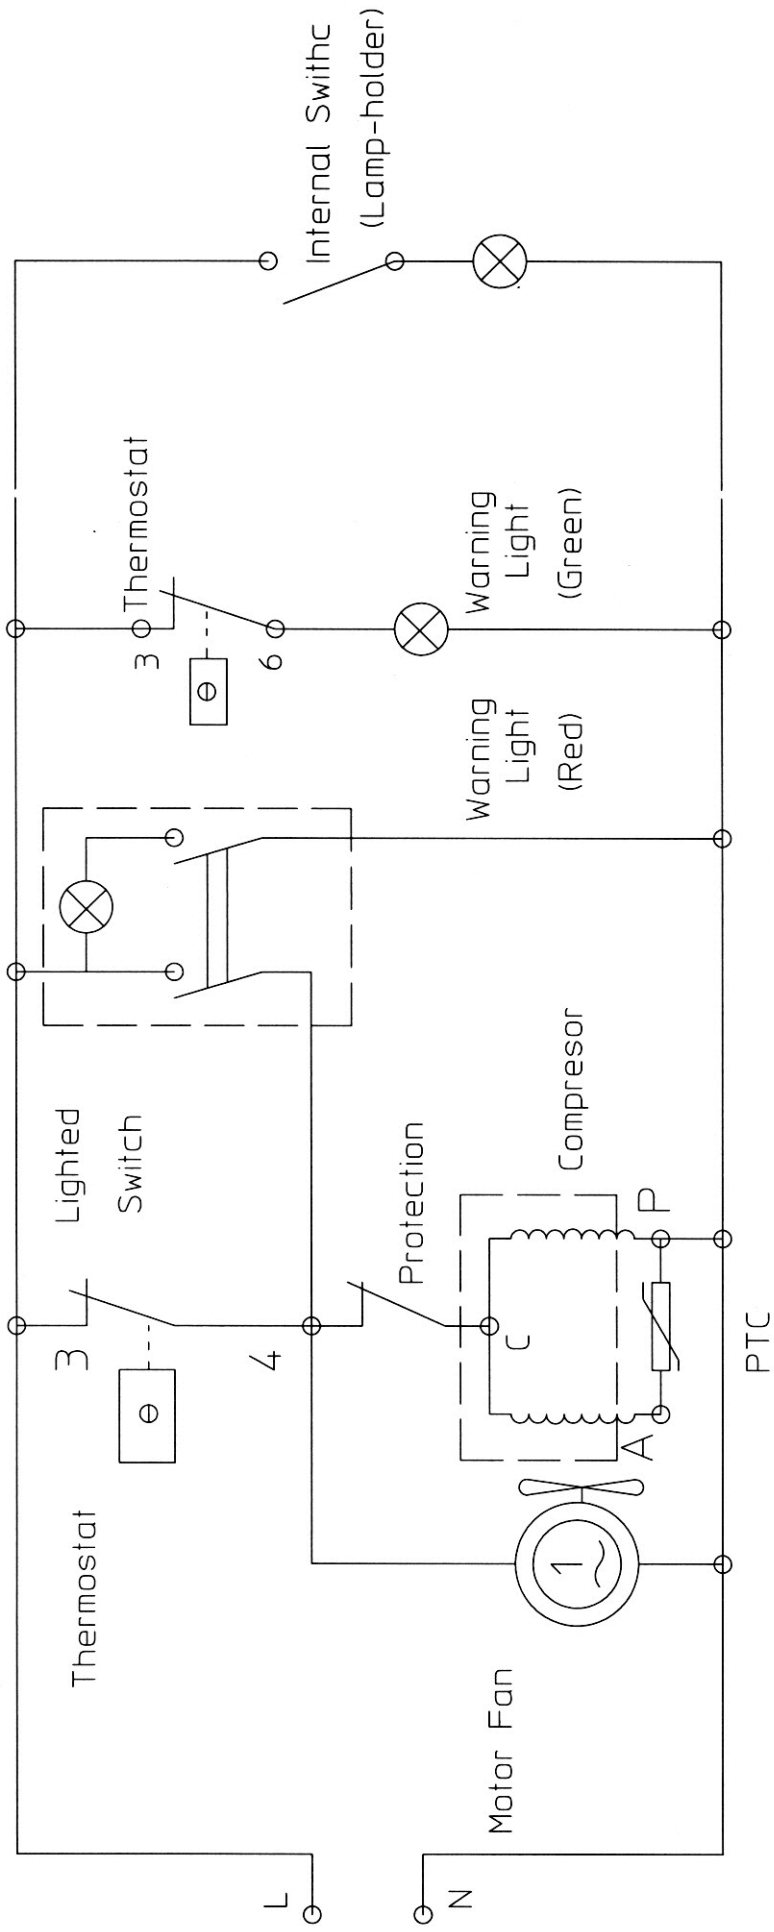 L
N
Motor Fan
Thermostat
3
4
A
C
P
PTC
1
Protection
Compresor
Lighted
Switch
Warning
Light
(Red)
3
6
Thermostat
Warning
Light
(Green)
Internal Swithc
(Lamp-holder)